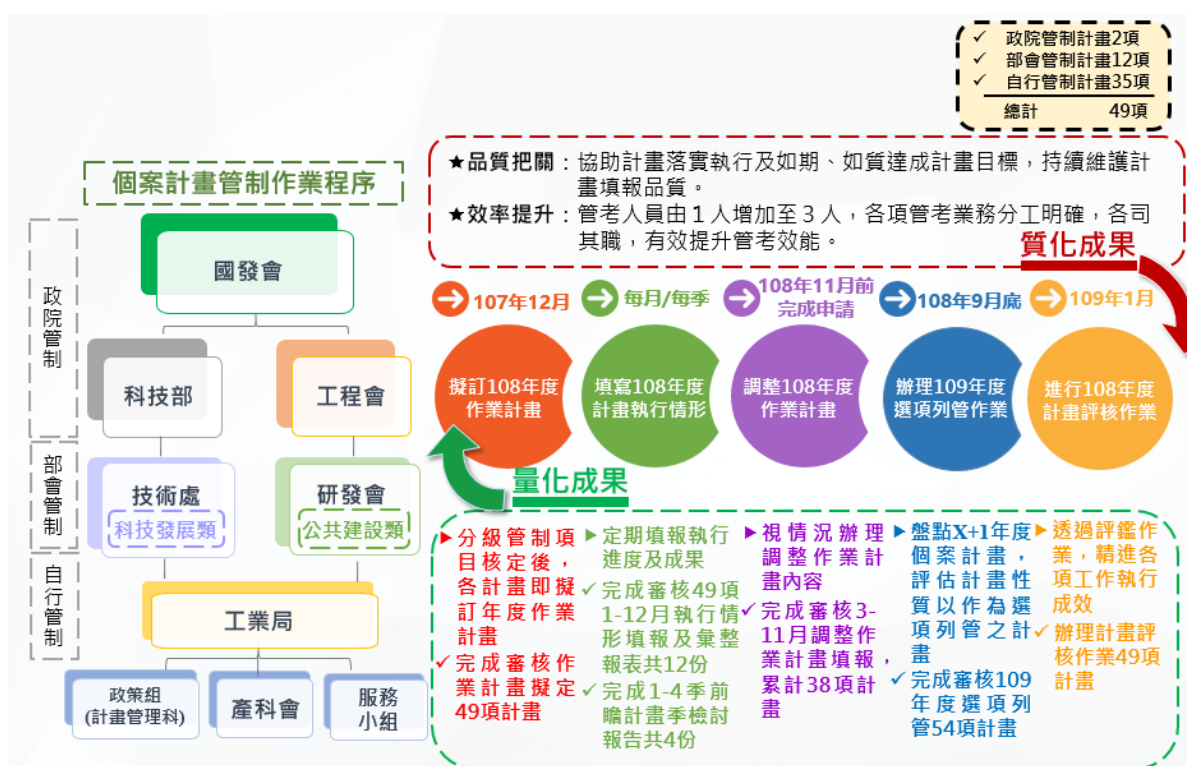 ✓ 政院管制計畫2項
✓ 部會管制計畫12項
✓ 自行管制計畫35項
總計 49項
個案計畫管制作業程序
政院管制
國發會
科技部
工程會
部會管制
技術處
科技發展類
研發會
公共建設類
自行管制
工業局
政策組
(計畫管理科)
產科會
服務
小組
★品質把關：協助計畫落實執行及如期、如質達成計畫目標，持續維護計
畫填報品質。
★效率提升：管考人員由1人增加至3人，各項管考業務分工明確，各司
其職，有效提升管考效能。
質化成果
107年12月
擬訂108年度
作業計畫
每月/每季
填寫108年度
計畫執行情形
108年11月前
完成申請
調整108年度
作業計畫
108年9月底
辦理109年度
選項列管作業
109年1月
進行108年度
計畫評核作業
量化成果
▶分級管制項
目核定後，
各計畫即擬
訂年度作業
計畫
✓完成審核作
業計畫擬定
49項計畫
▶定期填報執行
進度及成果
✓完成審核49項
1-12月執行情
形填報及彙整
報表共12份
✓完成1-4季前
瞻計畫季檢討
報告共4份
▶視情況辦理
調整作業計
畫內容
✓完成審核3-
11月調整作
業計畫填報，
累計38項計
畫
▶盤點X+1年度
個案計畫，
評估計畫性
質以作為選
項列管之計
畫
✓完成審核109
年度選項列
管54項計畫
▶透過評鑑作
業，精進各
項工作執行
成效
✓辦理計畫評
核作業49項
計畫